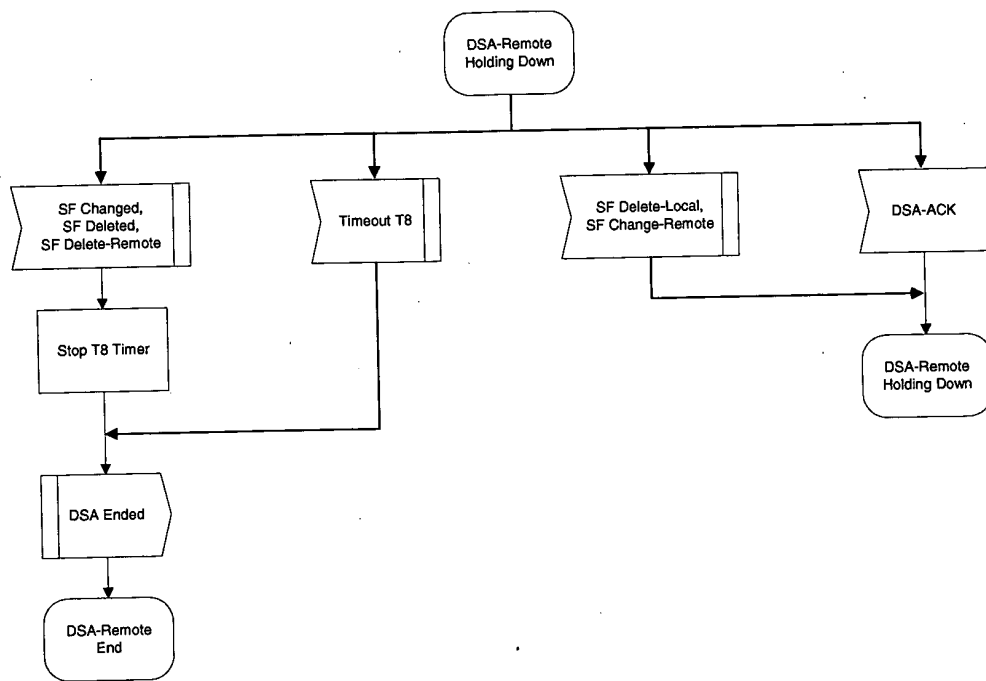 DSA-Remote
Holding Down
SF Changed,
SF Deleted,
SF Delete-Remote
Timeout T8
SF Delete-Local,
SF Change-Remote
DSA-ACK
Stop T8 Timer
DSA-Remote
Holding Down
DSA Ended
DSA-Remote
End